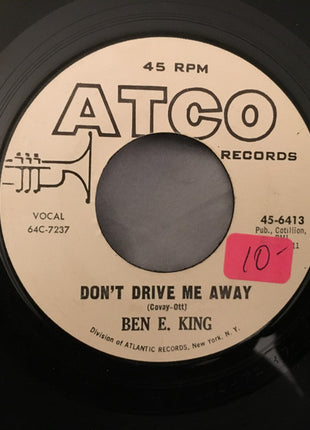 45 RPM
ATCO
RECORDS
VOCAL
64C-7237
45-6413
Pub., Cotillion,
10-
DON'T DRIVE ME AWAY
(Covay-Ott)
BEN E. KING
Division of ATLANTIC RECORDS, New York, N. Y.